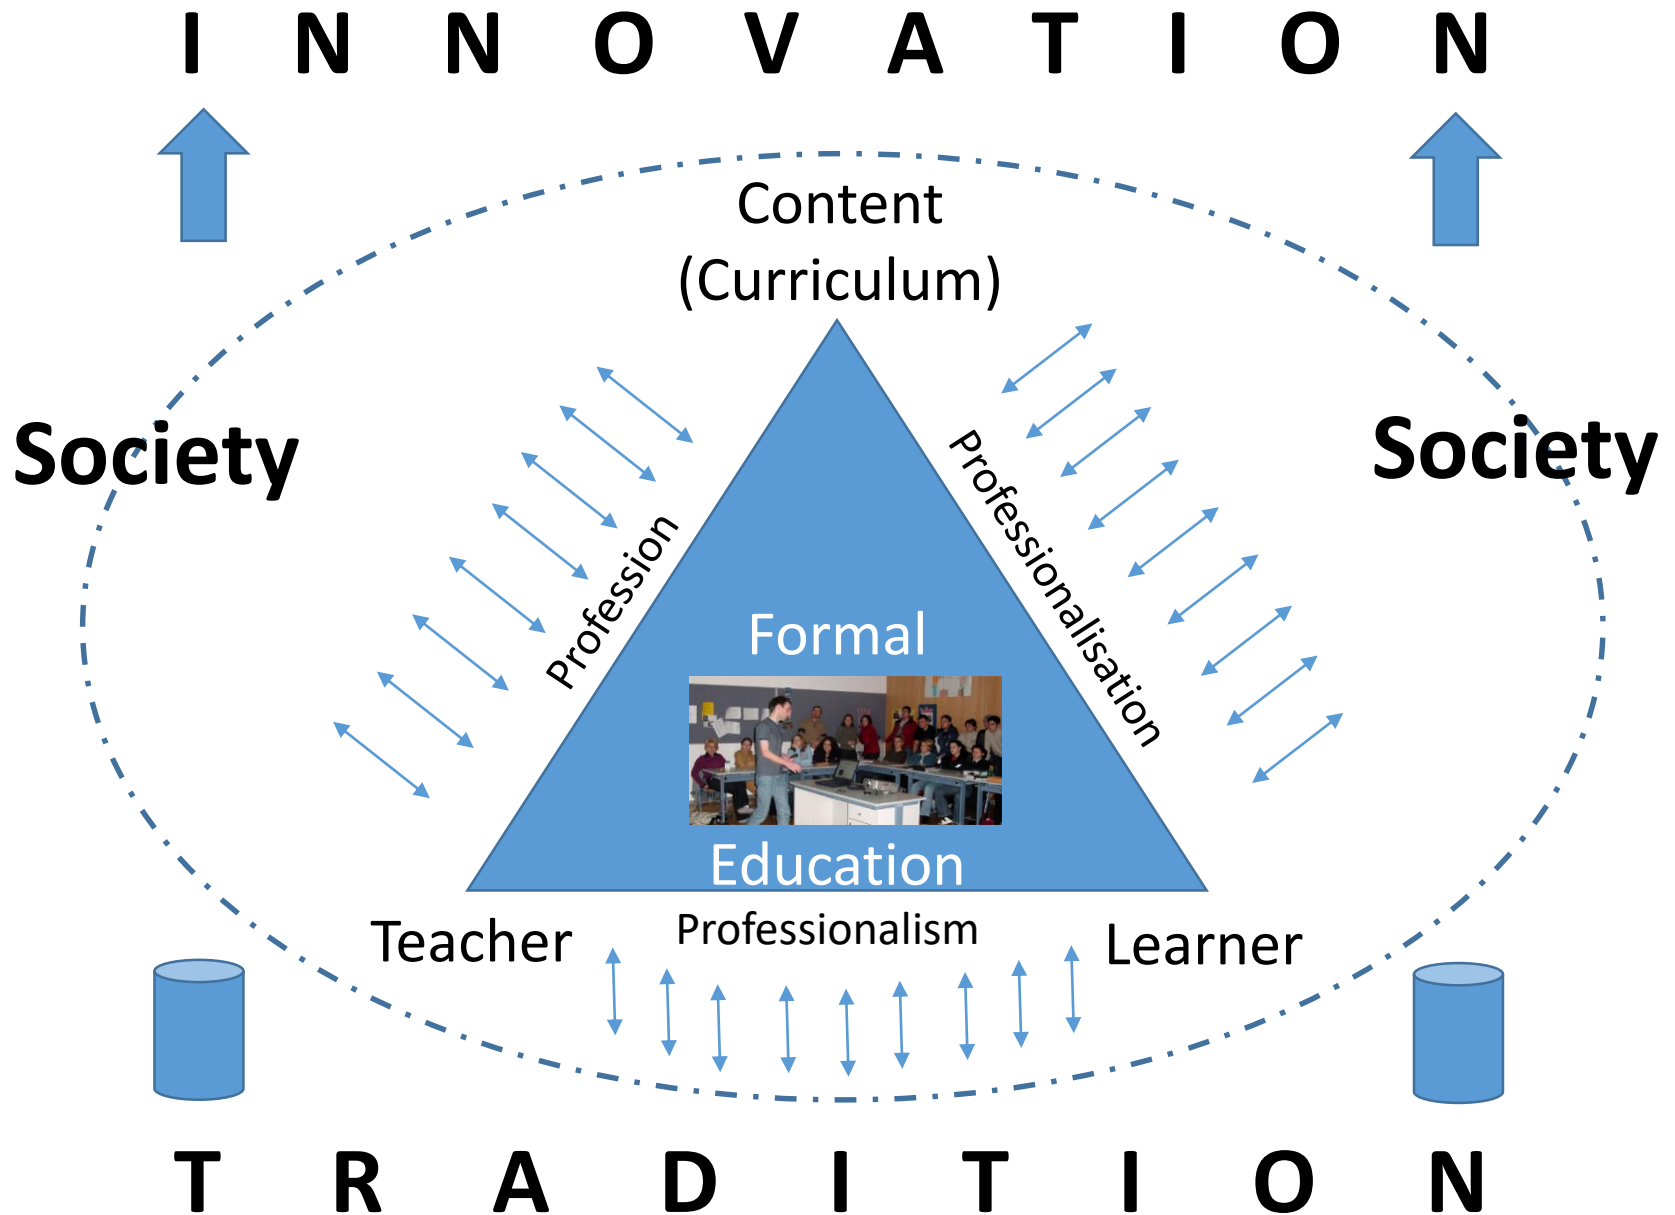 I N N O V A T I O N
Content
(Curriculum)
Society
Society
Profession
Professionalisation
Formal
Education
Teacher
Professionalism
Learner
T R A D I T I O N